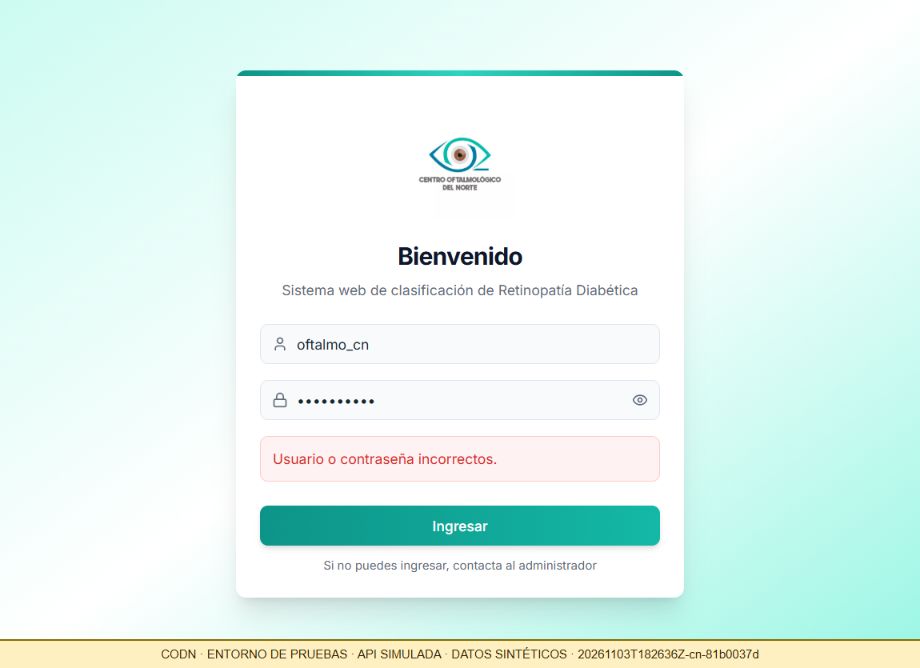 CENTRO OFTALMOLÓGICO
DEL NORTE
Bienvenido
Sistema web de clasificación de Retinopatía Diabética
oftalmo_cn
••••••••••
Usuario o contraseña incorrectos.
Ingresar
Si no puedes ingresar, contacta al administrador
CODN · ENTORNO DE PRUEBAS · API SIMULADA · DATOS SINTÉTICOS · 20261103T182636Z-cn-81b0037d